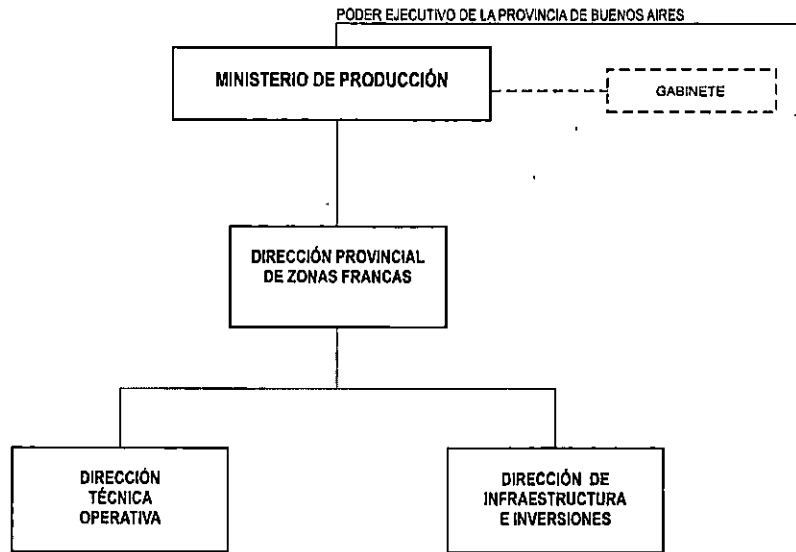 PODER EJECUTIVO DE LA PROVINCIA DE BUENOS AIRES
MINISTERIO DE PRODUCCIÓN
GABINETE
DIRECCIÓN PROVINCIAL
DE ZONAS FRANCAS
DIRECCIÓN
TÉCNICA
OPERATIVA
DIRECCIÓN DE
INFRAESTRUCTURA
E INVERSIONES